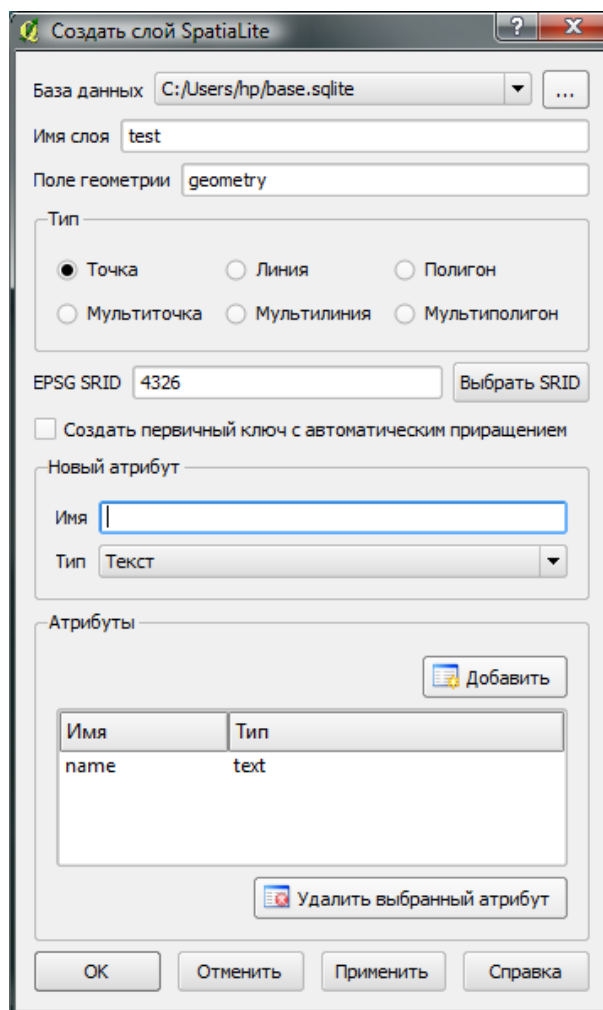 Создать слой SpatiaLite
База данных C:/Users/hp/base.sqlite ...
Имя слоя test
Поле геометрии geometry
Тип
Точка Линия Полигон
Мультиточка Мультилиния Мультиполигон
EPSG SRID 4326 Выбрать SRID
Создать первичный ключ с автоматическим приращением
Новый атрибут
Имя
Тип Текст
Атрибуты
Добавить
Имя Тип
name text
Удалить выбранный атрибут
OK Отменить Применить Справка